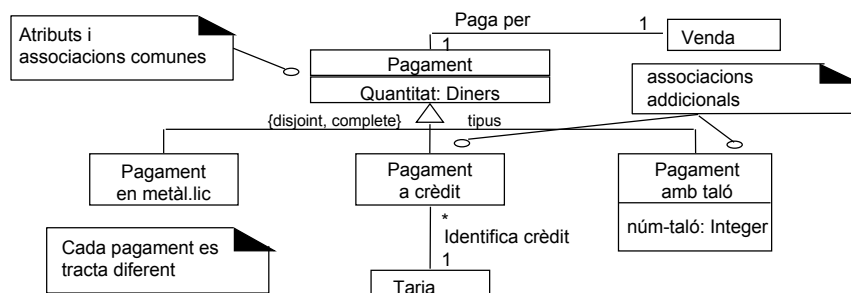 Atributs i
associacions comunes
Paga per
1
1
Venda
Pagament
Quantitat: Diners
associacions
addicionals
{disjoint, complete}
tipus
Pagament
en metàl.lic
Pagament
a crèdit
Pagament
amb taló
núm-taló: Integer
Cada pagament es
tracta diferent
*
Identifica crèdit
1
Tarja